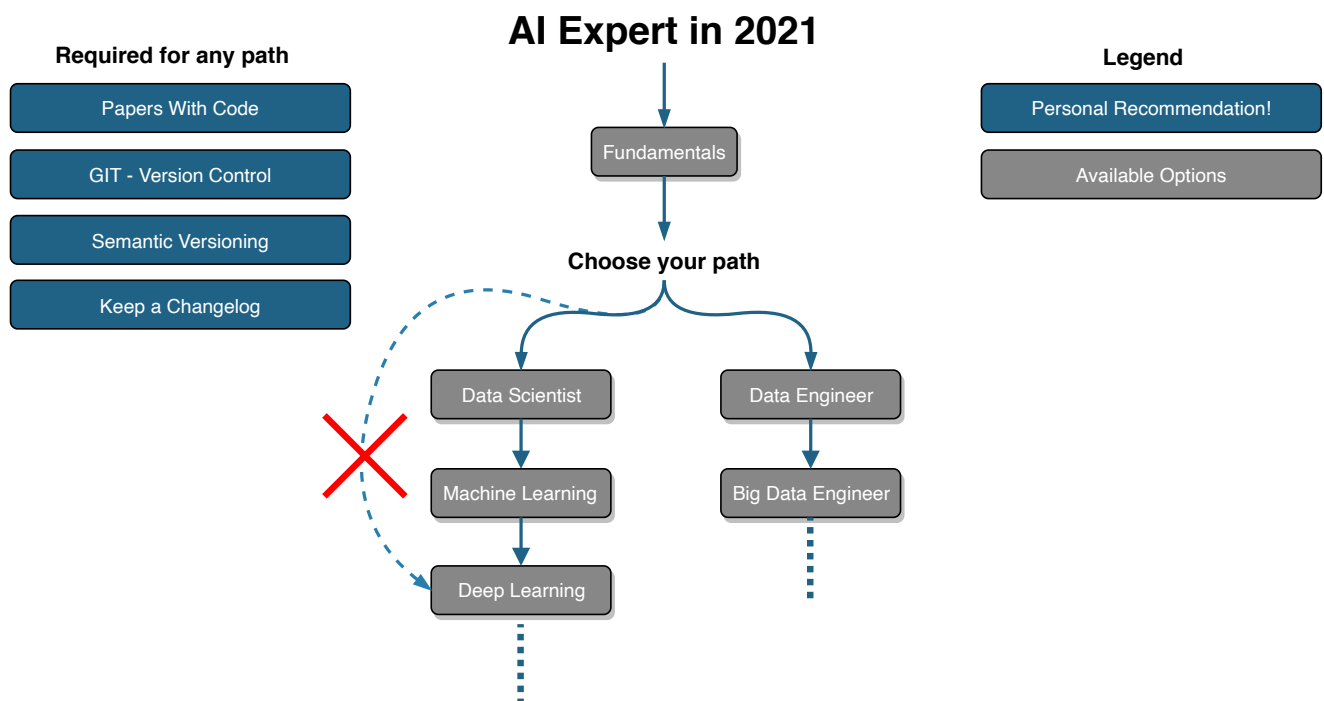 AI Expert in 2021
Required for any path
Papers With Code
GIT - Version Control
Semantic Versioning
Keep a Changelog
Legend
Personal Recommendation!
Available Options
Fundamentals
Choose your path
Data Scientist
Data Engineer
Machine Learning
Big Data Engineer
Deep Learning